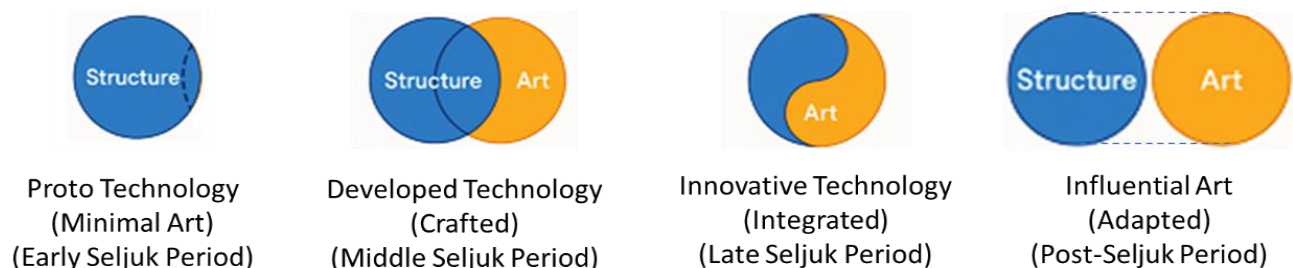 Structure
Structure Art
Art
Structure Art
Proto Technology
(Minimal Art)
(Early Seljuk Period)
Developed Technology
(Crafted)
(Middle Seljuk Period)
Innovative Technology
(Integrated)
(Late Seljuk Period)
Influential Art
(Adapted)
(Post-Seljuk Period)